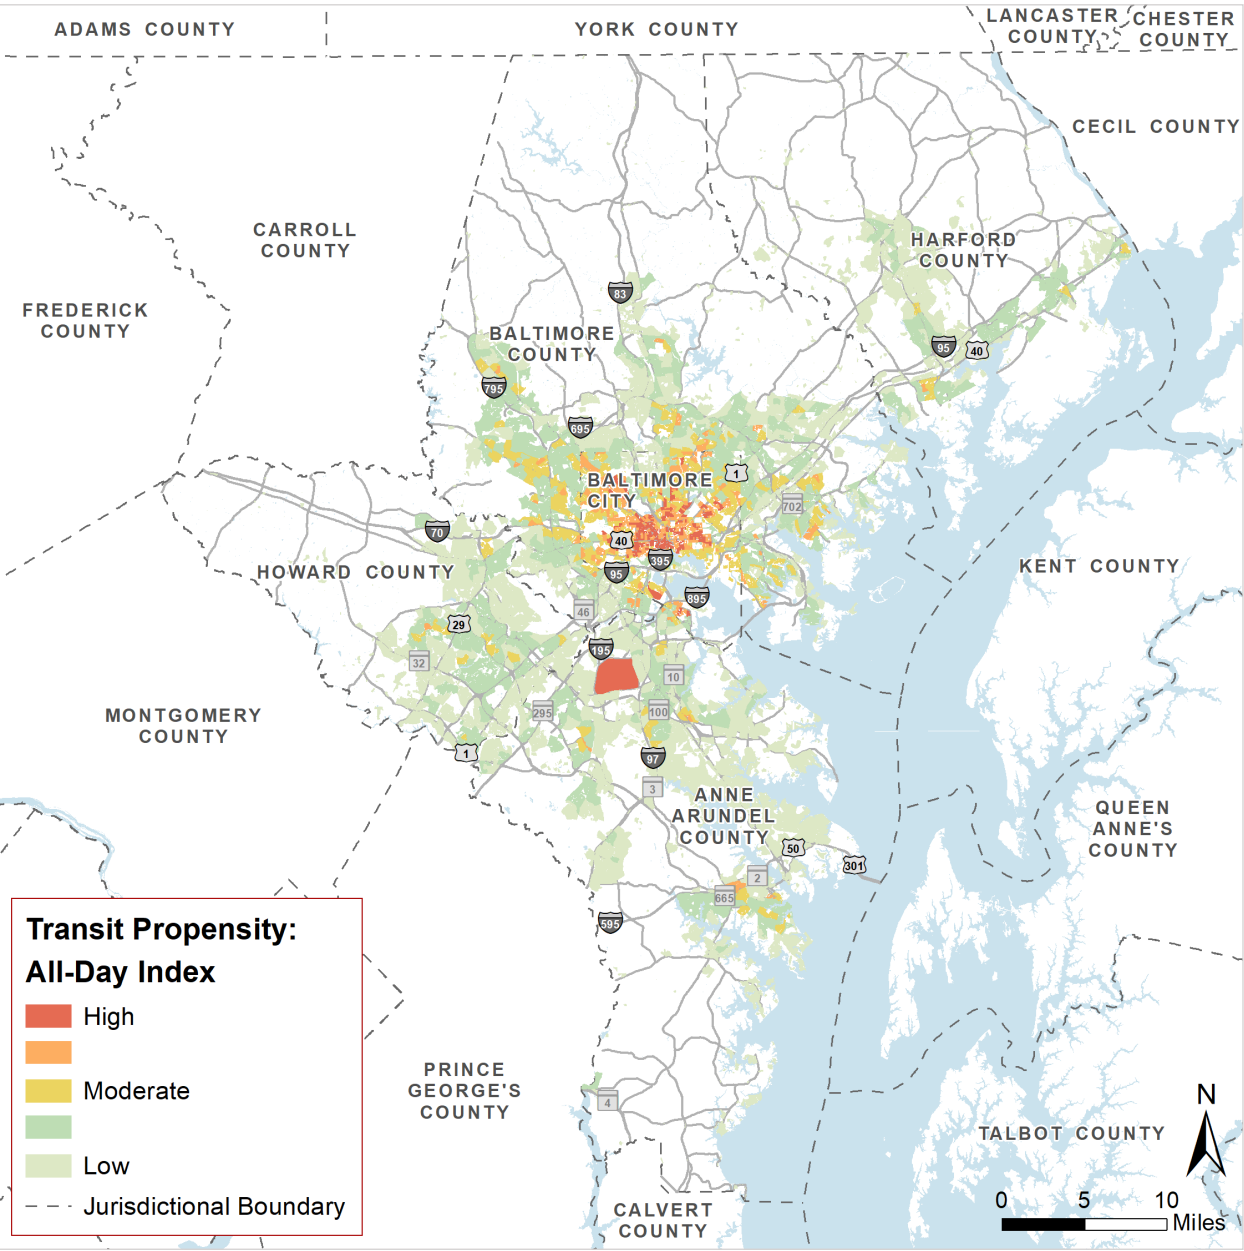 ADAMS COUNTY
YORK COUNTY
LANCASTER
COUNTY
CHESTER
COUNTY
CECIL COUNTY
CARROLL
COUNTY
HARFORD
COUNTY
83
FREDERICK
COUNTY
BALTIMORE
COUNTY
95
40
795
695
BALTIMORE
CITY
1
702
70
40
395
95
HOWARD COUNTY
KENT COUNTY
895
46
29
195
32
10
295
100
MONTGOMERY
COUNTY
1
97
3
ANNE
ARUNDEL
COUNTY
QUEEN
ANNE'S
COUNTY
50
301
2
665
595
Transit Propensity:
All-Day Index
High
Moderate
Low
Jurisdictional Boundary
PRINCE
GEORGE'S
COUNTY
4
TALBOT COUNTY
CALVERT
COUNTY
N
0 5 10
Miles